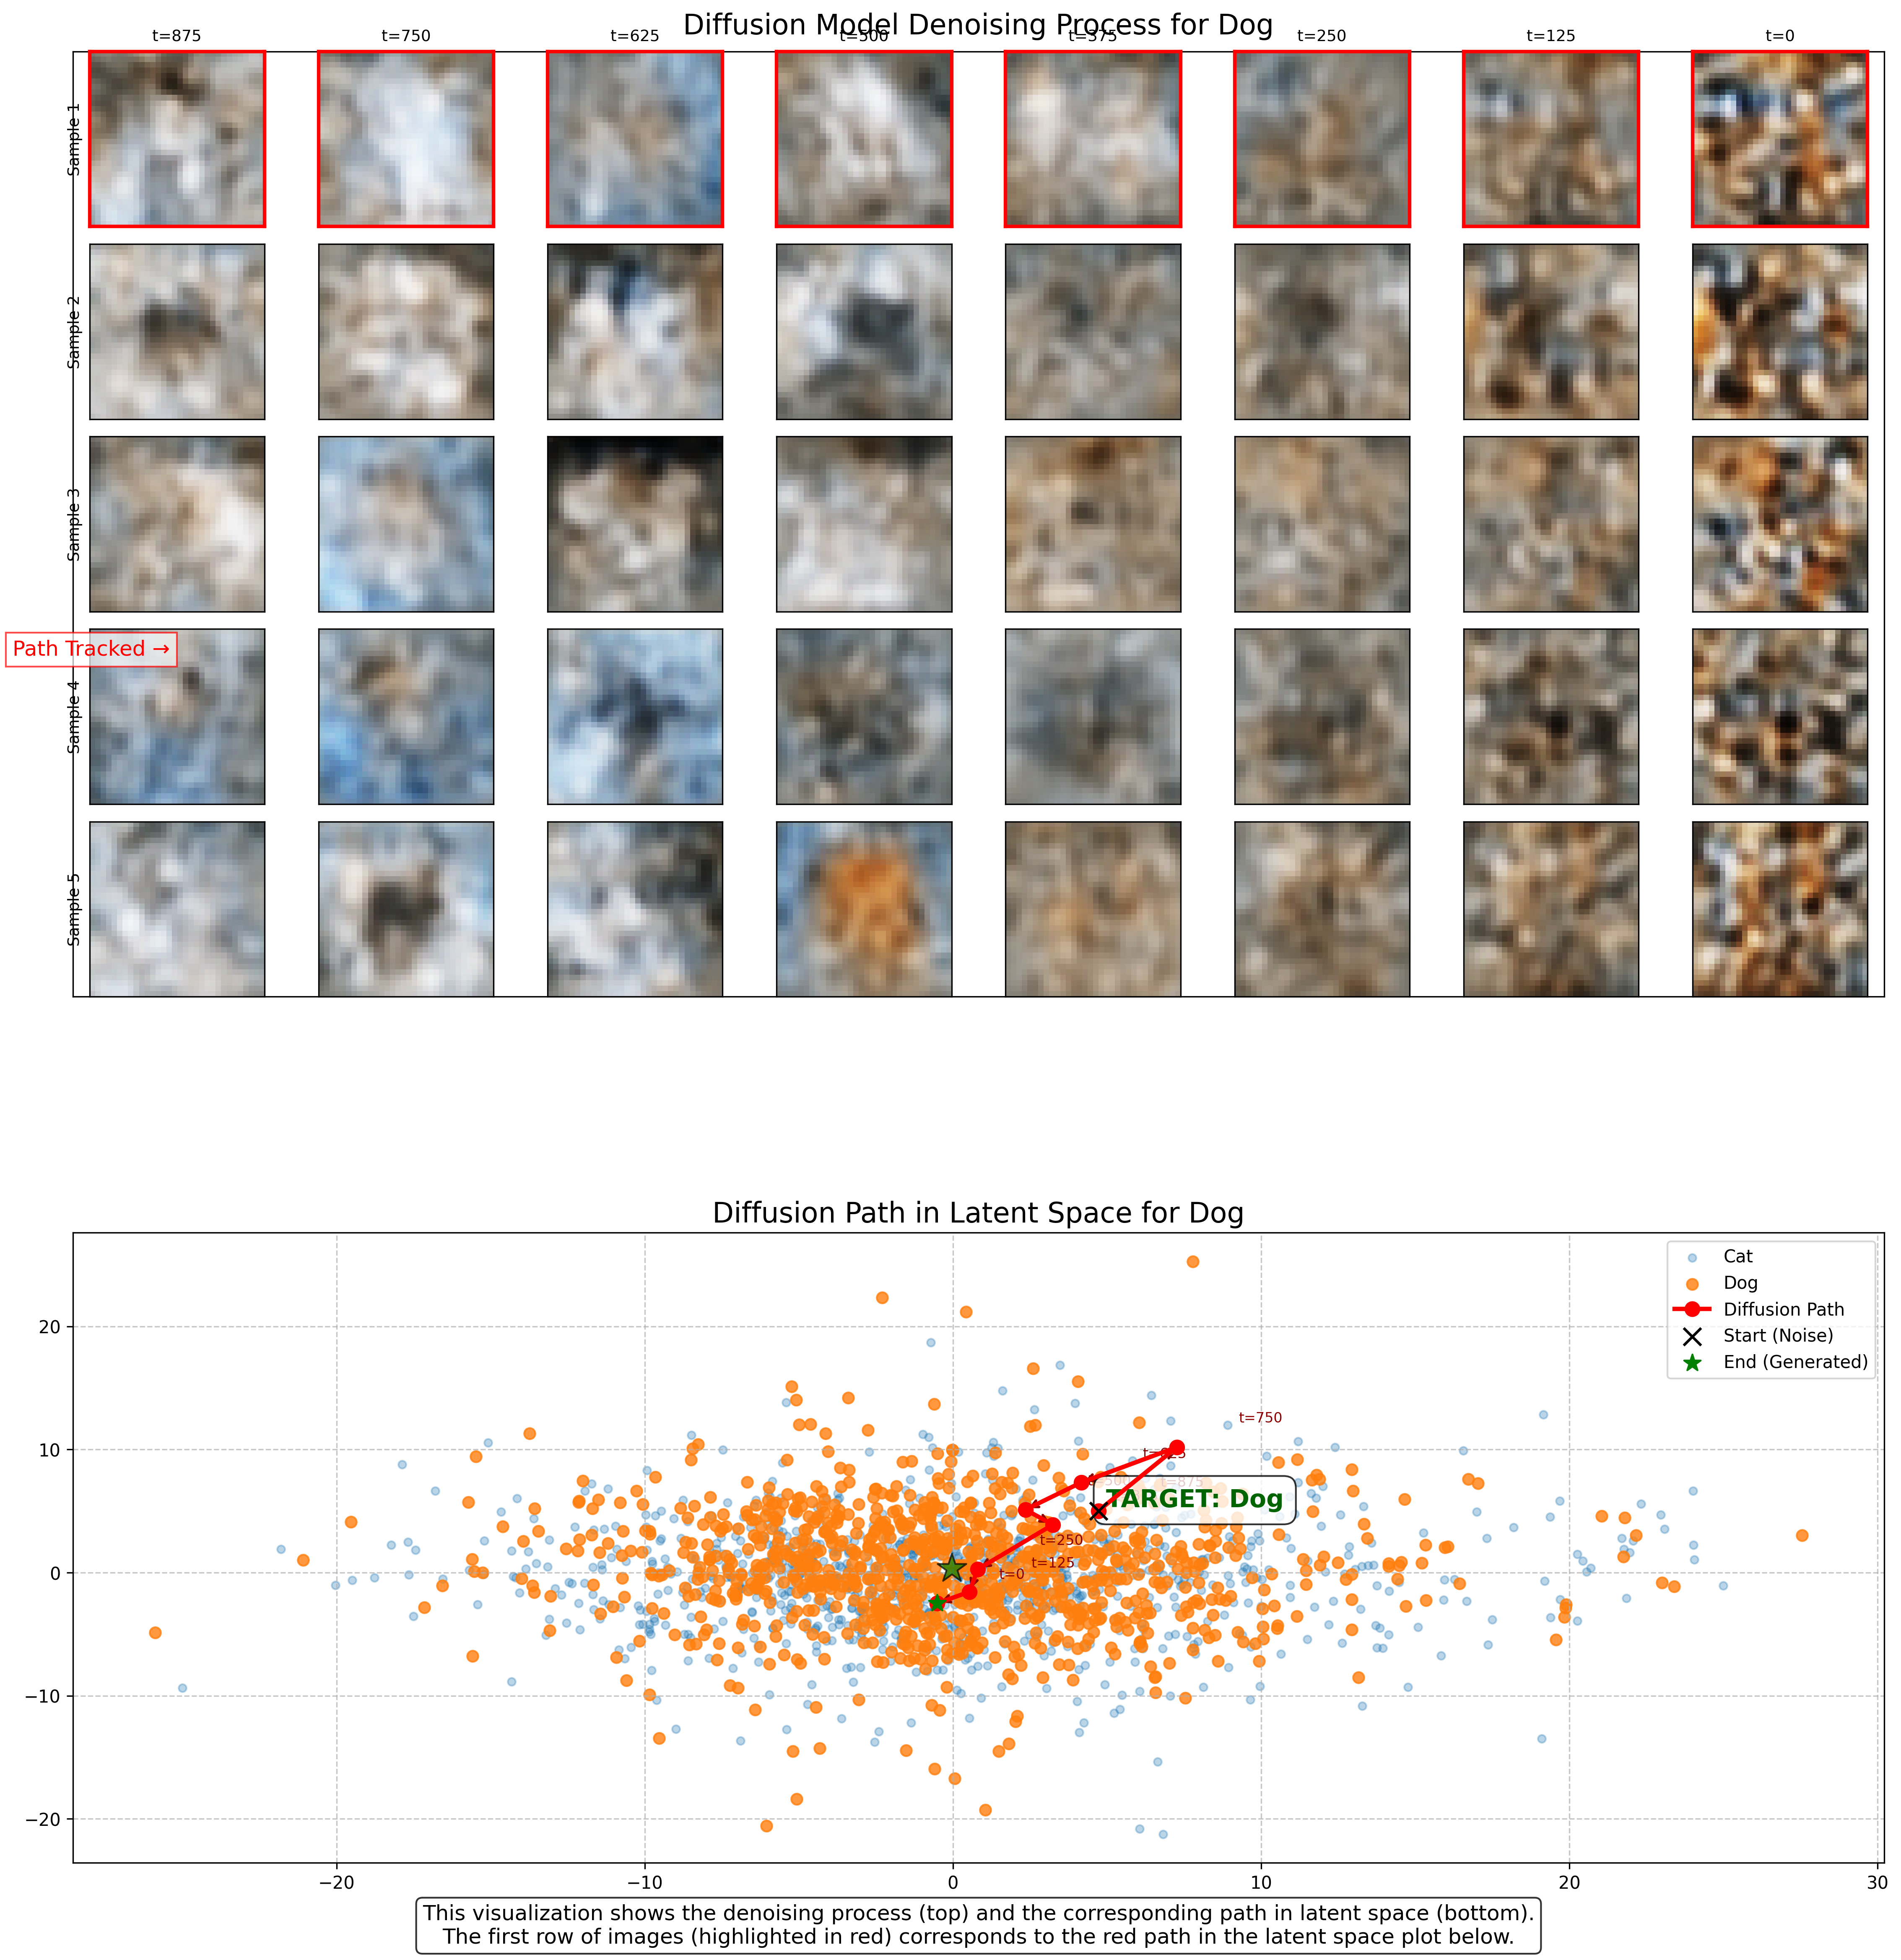 Diffusion Model Denoising Process for Dog
t=875
t=750
t=625
t=500
t=375
t=250
t=125
t=0
Sample 1
Sample 2
Sample 3
Path Tracked →
Sample 4
Sample 5
Diffusion Path in Latent Space for Dog
Cat
Dog
Diffusion Path
Start (Noise)
End (Generated)
t=750
t=875
TARGET: Dog
t=250
t=125
t=0
20
10
0
−10
−20
−20
−10
0
10
20
30
This visualization shows the denoising process (top) and the corresponding path in latent space (bottom).
The first row of images (highlighted in red) corresponds to the red path in the latent space plot below.